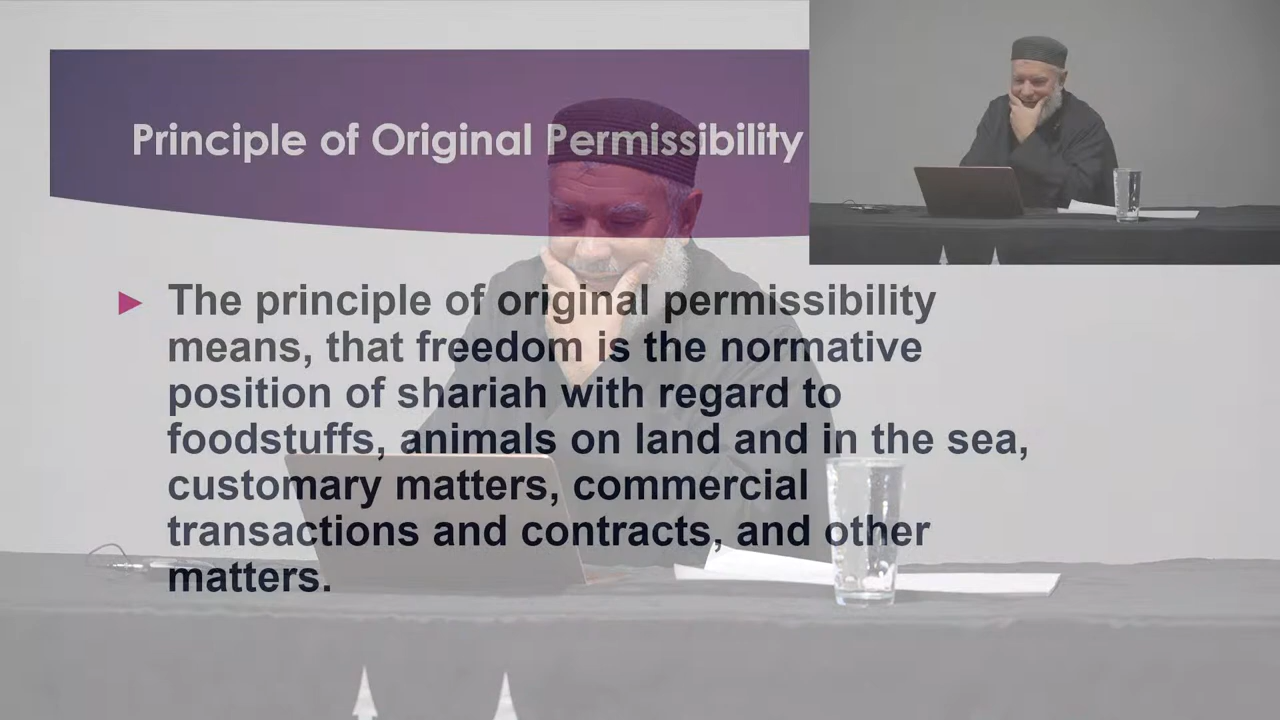 Principle of Original Permissibility
The principle of original permissibility
means, that freedom is the normative
position of shariah with regard to
foodstuffs, animals on land and in the sea,
customary matters, commercial
transactions and contracts, and other
matters.